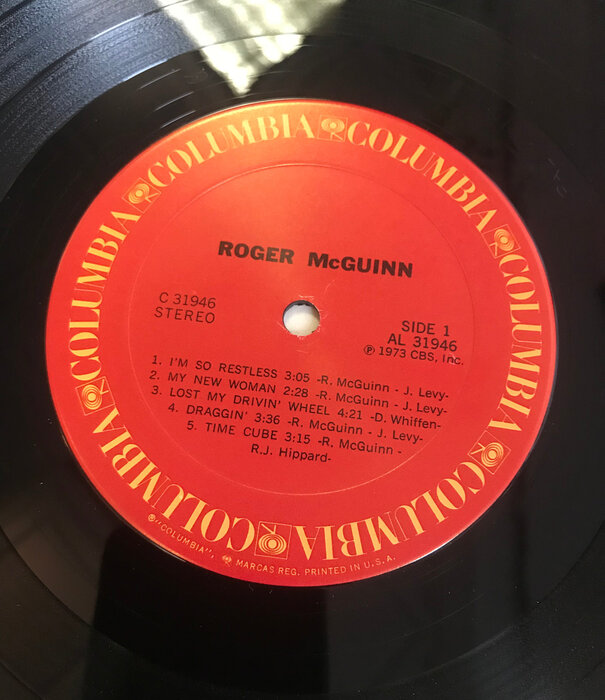 COLUMBIA COLUMBIA COLUMBIA COLUMBIA COLUMBIA COLUMBIA
ROGER McGUINN
C 31946
STEREO
SIDE 1
AL 31946
Ⓟ 1973 CBS, Inc.
1. I'M SO RESTLESS 3:05 -R. McGuinn - J. Levy-
2. MY NEW WOMAN 2:28 -R. McGuinn - J. Levy-
3. LOST MY DRIVIN' WHEEL 4:21 -D. Whiffen-
4. DRAGGIN' 3:36 -R. McGuinn - J. Levy-
5. TIME CUBE 3:15 -R. McGuinn -
R.J. Hippard-
®"COLUMBIA", MARCAS REG. PRINTED IN U.S.A.